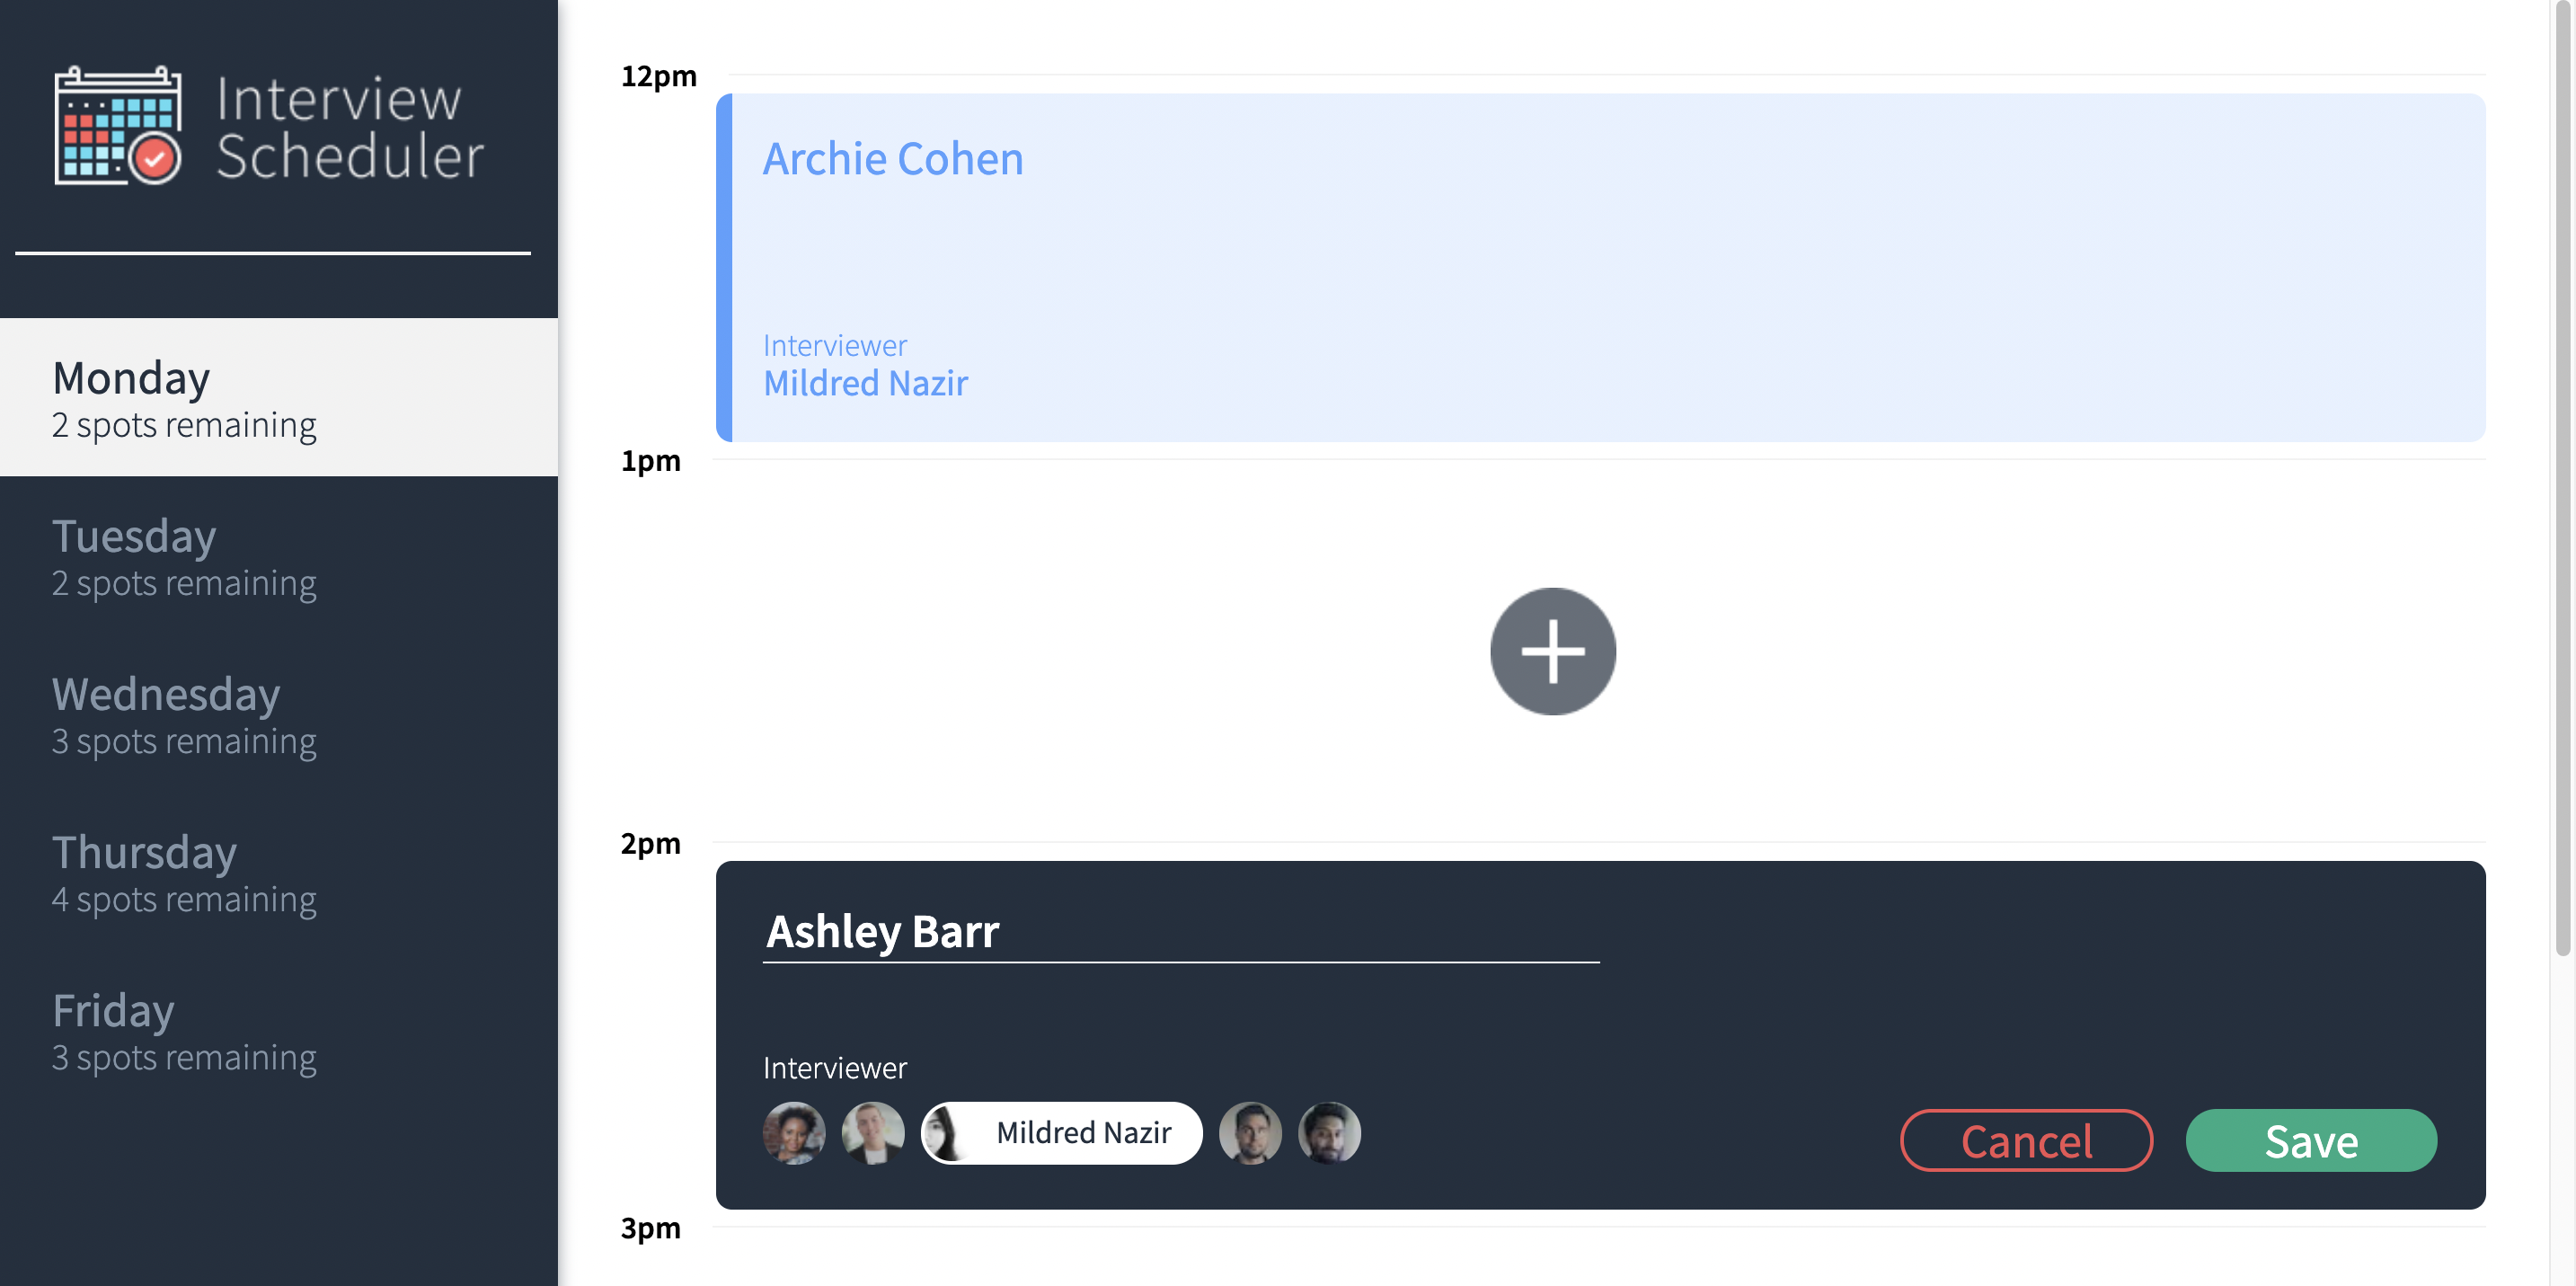 Interview
Scheduler
Monday
2 spots remaining
Tuesday
2 spots remaining
Wednesday
3 spots remaining
Thursday
4 spots remaining
Friday
3 spots remaining
12pm
Archie Cohen
Interviewer
Mildred Nazir
1pm
2pm
Ashley Barr
Interviewer
Mildred Nazir
Cancel
Save
3pm